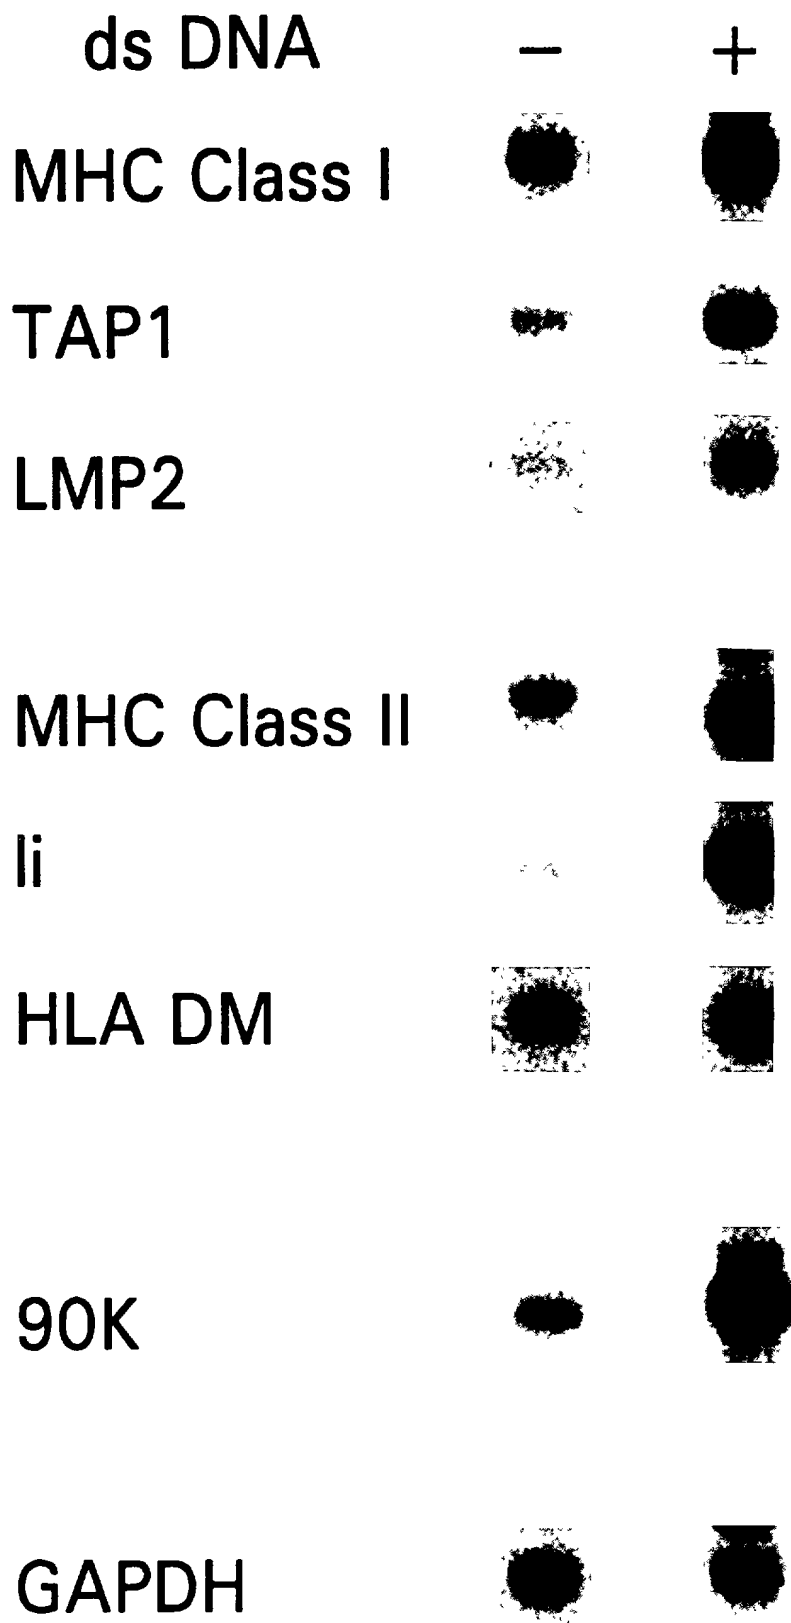 ds DNA - +
MHC Class I
TAP1
LMP2
MHC Class II
Ii
HLA DM
90K
GAPDH